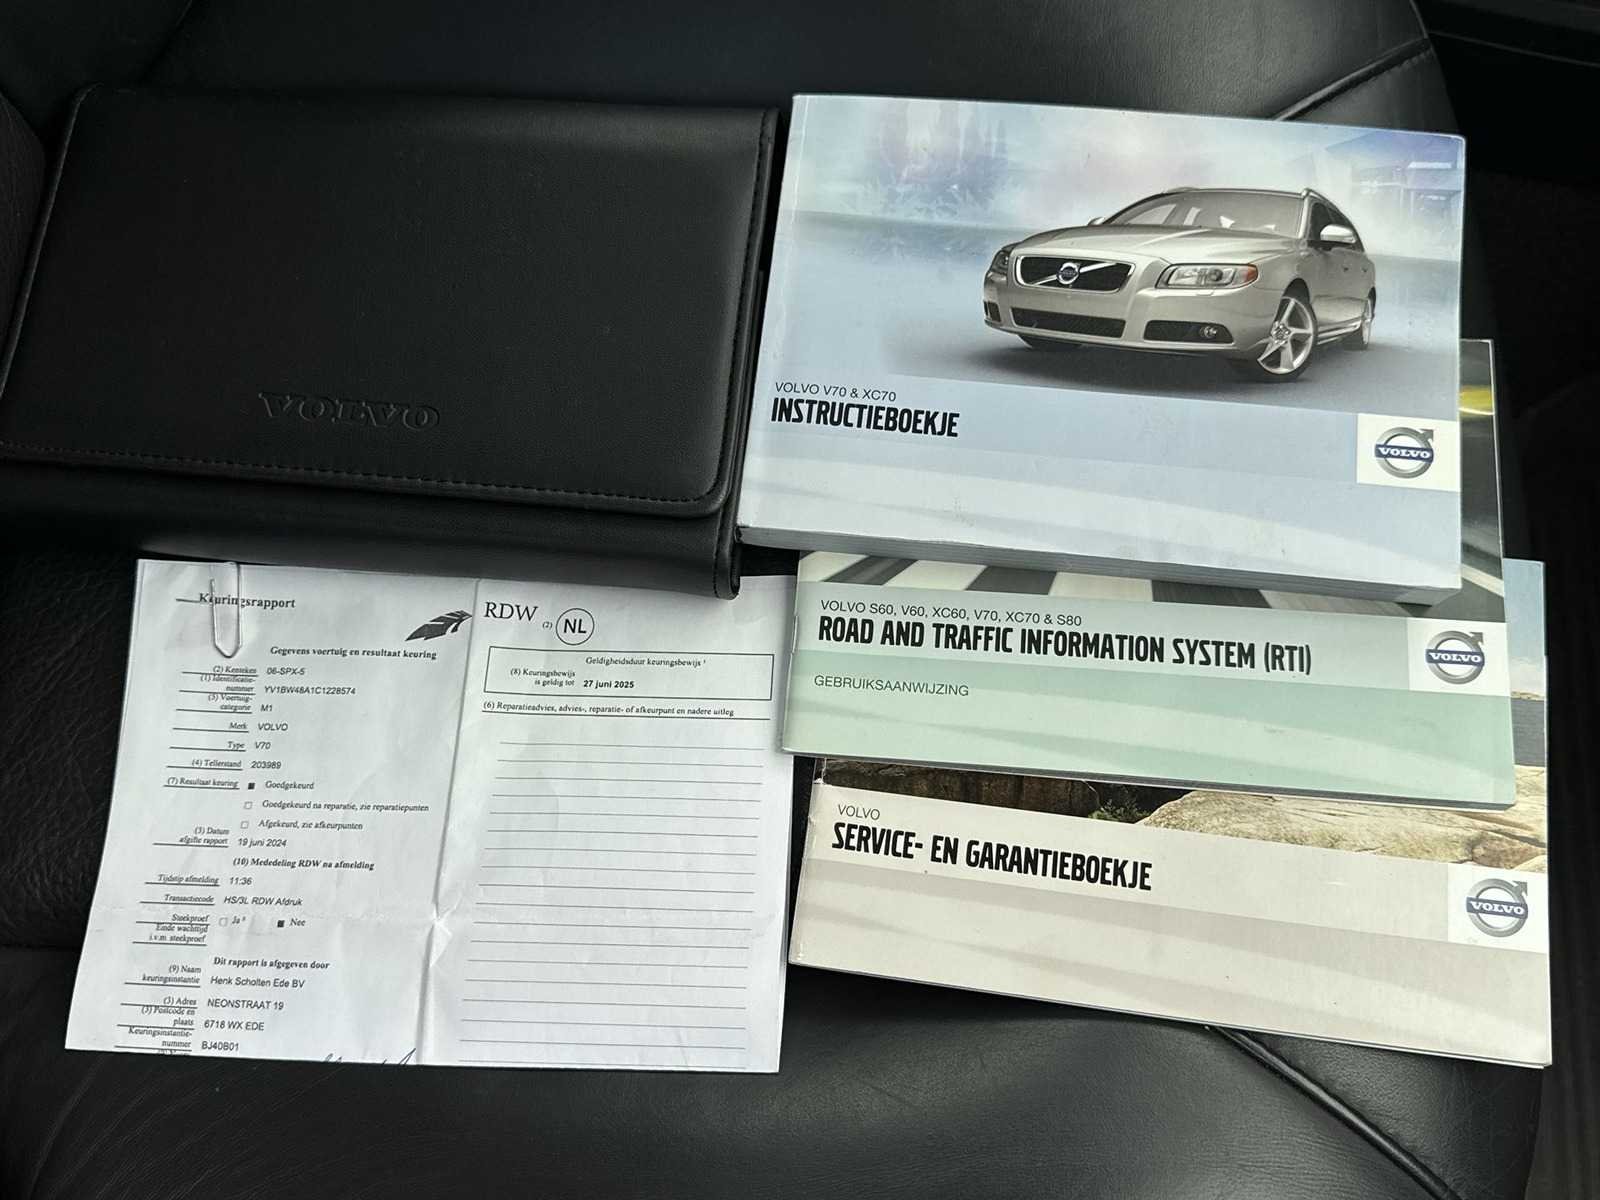 VOLVO
VOLVO V70 & XC70
INSTRUCTIEBOEKJE
VOLVO
VOLVO S60, V60, XC60, V70, XC70 & S80
ROAD AND TRAFFIC INFORMATION SYSTEM (RTI)
GEBRUIKSAANWIJZING
VOLVO
VOLVO
SERVICE- EN GARANTIEBOEKJE
VOLVO
Keuringsrapport
Gegevens voertuig en resultaat keuring
(2) Kenteken 06-SPX-5
(1) Identificatie-
nummer YV1BW48A1C1228574
(5) Voertuig-
categorie M1
Merk VOLVO
Type V70
(4) Tellerstand 203989
(7) Resultaat keuring Goedgekeurd
Goedgekeurd na reparatie, zie reparatiepunten
Afgekeurd, zie afkeurpunten
(3) Datum
afgifte rapport 19 juni 2024
(10) Mededeling RDW na afmelding
Tijdstip afmelding 11:36
Transactiecode HS/3L RDW Afdruk
Steekproef Ja Nee
Einde wachttijd
i.v.m. steekproef
Dit rapport is afgegeven door
(9) Naam
keuringsinstantie Henk Scholten Ede BV
(3) Adres NEONSTRAAT 19
(3) Postcode en
plaats 6718 WX EDE
Keuringsinstantie-
nummer BJ40B01
RDW (2) NL
Geldigheidsduur keuringsbewijs ¹
(8) Keuringsbewijs
is geldig tot 27 juni 2025
(6) Reparatieadvies, advies-, reparatie- of afkeurpunt en nadere uitleg